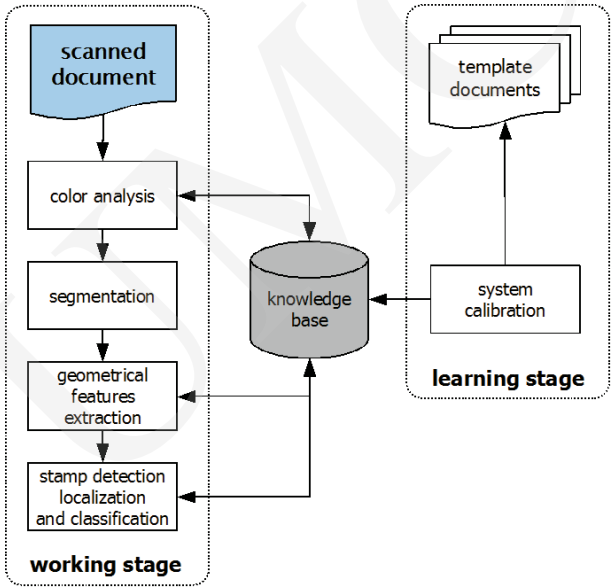 scanned
document
color analysis
segmentation
geometrical
features
extraction
stamp detection
localization
and classification
working stage
knowledge
base
template
documents
system
calibration
learning stage
UMC